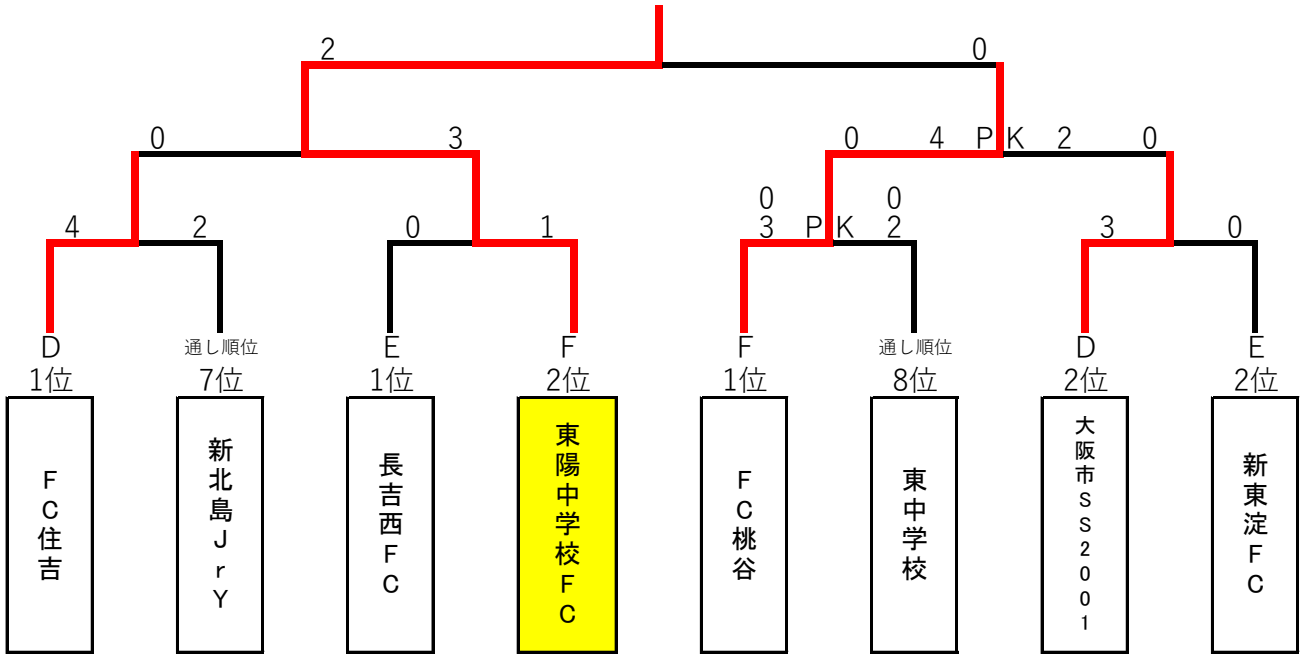 2 0
0 3 0 4 PK 2 0
0 0
4 2 0 1 3 PK 2 3 0
D 通し順位 E F F 通し順位 D E
1位 7位 1位 2位 1位 8位 2位 2位
FC住吉
新北島JrY
長吉西FC
東陽中学校FC
FC桃谷
東中学校
大阪市SS2001
新東淀FC